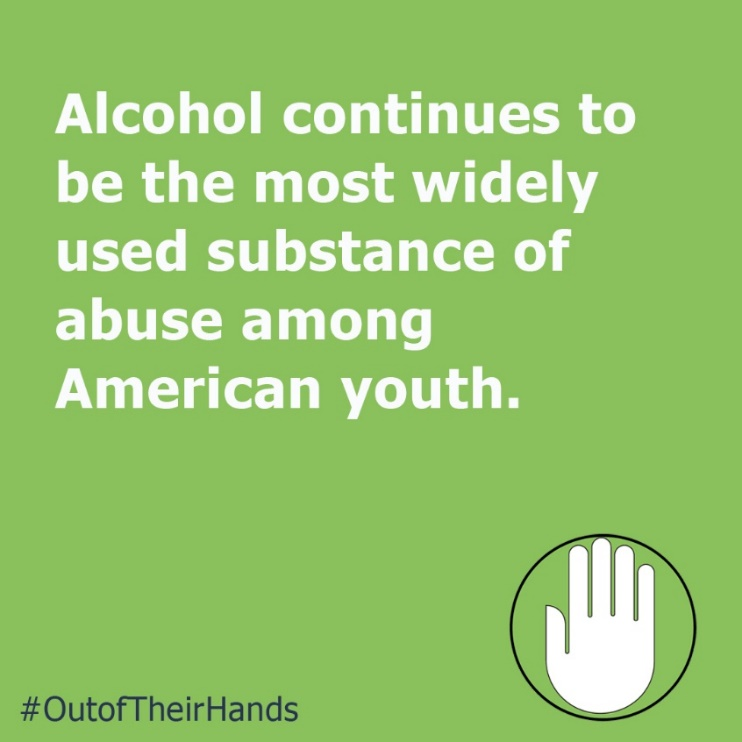 Alcohol continues to
be the most widely
used substance of
abuse among
American youth.
#OutofTheirHands